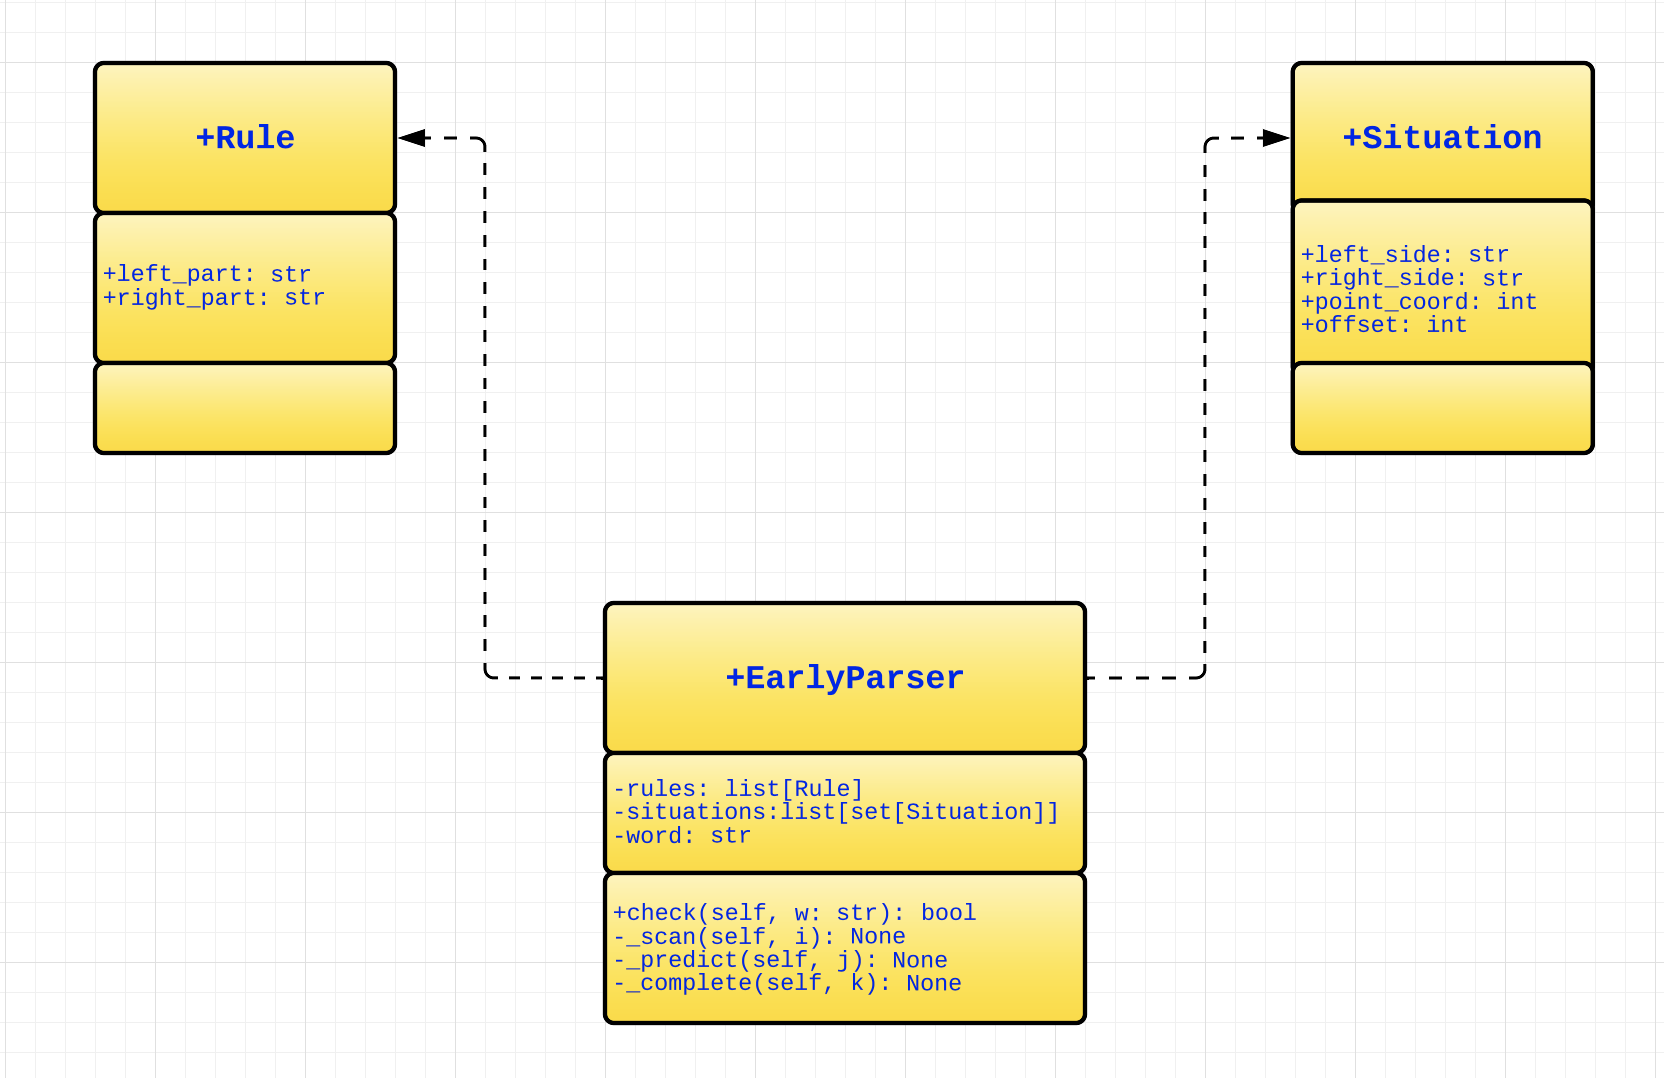 +Rule
+left_part: str
+right_part: str
+Situation
+left_side: str
+right_side: str
+point_coord: int
+offset: int
+EarlyParser
-rules: list[Rule]
-situations:list[set[Situation]]
-word: str
+check(self, w: str): bool
-_scan(self, i): None
-_predict(self, j): None
-_complete(self, k): None